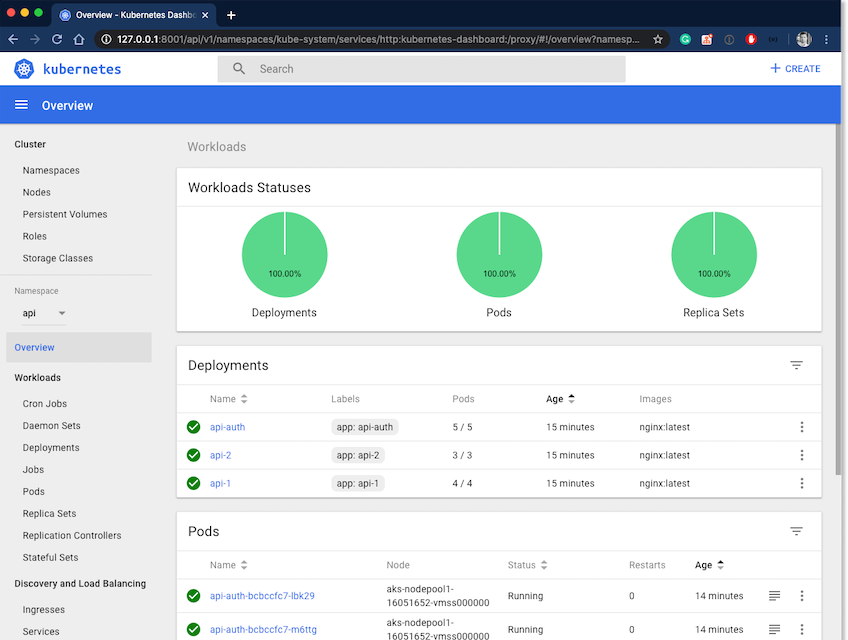 Overview - Kubernetes Dashbo
127.0.0.1:8001/api/v1/namespaces/kube-system/services/http:kubernetes-dashboard:/proxy/#!/overview?namesp...
kubernetes
Search
CREATE
Overview
Cluster
Namespaces
Nodes
Persistent Volumes
Roles
Storage Classes
Namespace
api
Overview
Workloads
Cron Jobs
Daemon Sets
Deployments
Jobs
Pods
Replica Sets
Replication Controllers
Stateful Sets
Discovery and Load Balancing
Ingresses
Services
Workloads
Workloads Statuses
100.00% 100.00% 100.00%
Deployments Pods Replica Sets
Deployments
Name Labels Pods Age Images
api-auth app: api-auth 5 / 5 15 minutes nginx:latest
api-2 app: api-2 3 / 3 15 minutes nginx:latest
api-1 app: api-1 4 / 4 15 minutes nginx:latest
Pods
Name Node Status Restarts Age
api-auth-bcbccfc7-lbk29 aks-nodepool1- Running 0 14 minutes
16051652-vmss000000
api-auth-bcbccfc7-m6ttg aks-nodepool1- Running 0 14 minutes
16051652-vmss000000